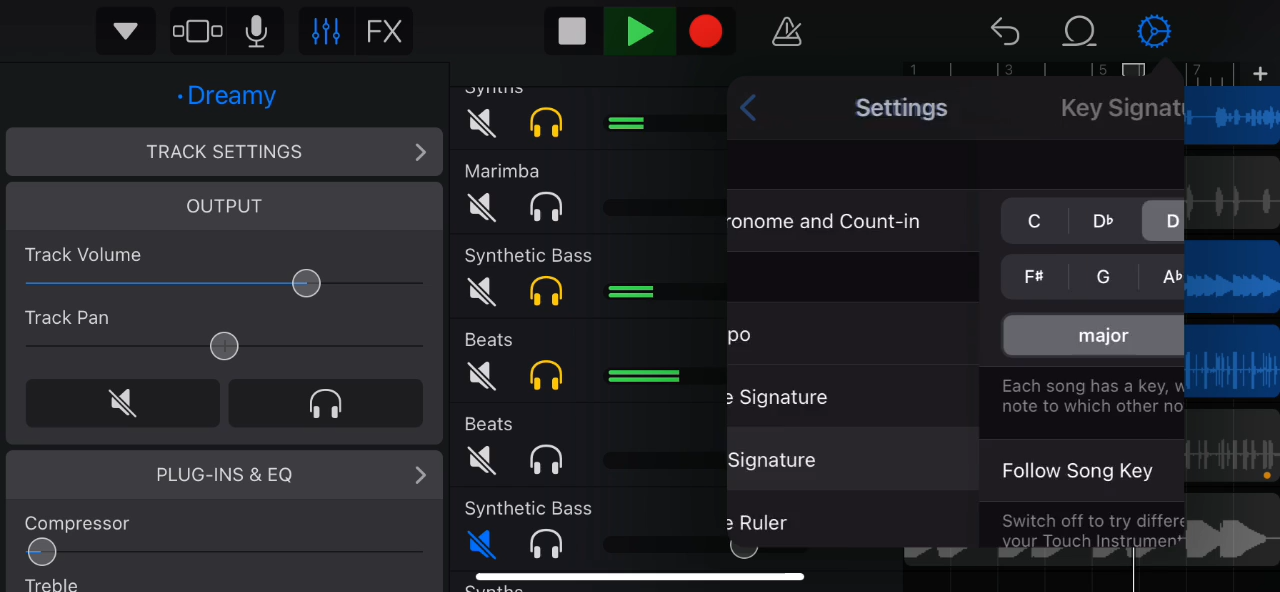 FX
1
3
5
7
+
· Dreamy
TRACK SETTINGS
OUTPUT
Track Volume
Track Pan
PLUG-INS & EQ
Compressor
Treble
Synths
Marimba
Synthetic Bass
Beats
Beats
Synthetic Bass
Synths
Settings
Key Signatu
ronome and Count-in
po
e Signature
Signature
e Ruler
C
D♭
D
F#
G
A♭
major
Each song has a key, w
note to which other no
Follow Song Key
Switch off to try differe
your Touch Instrument